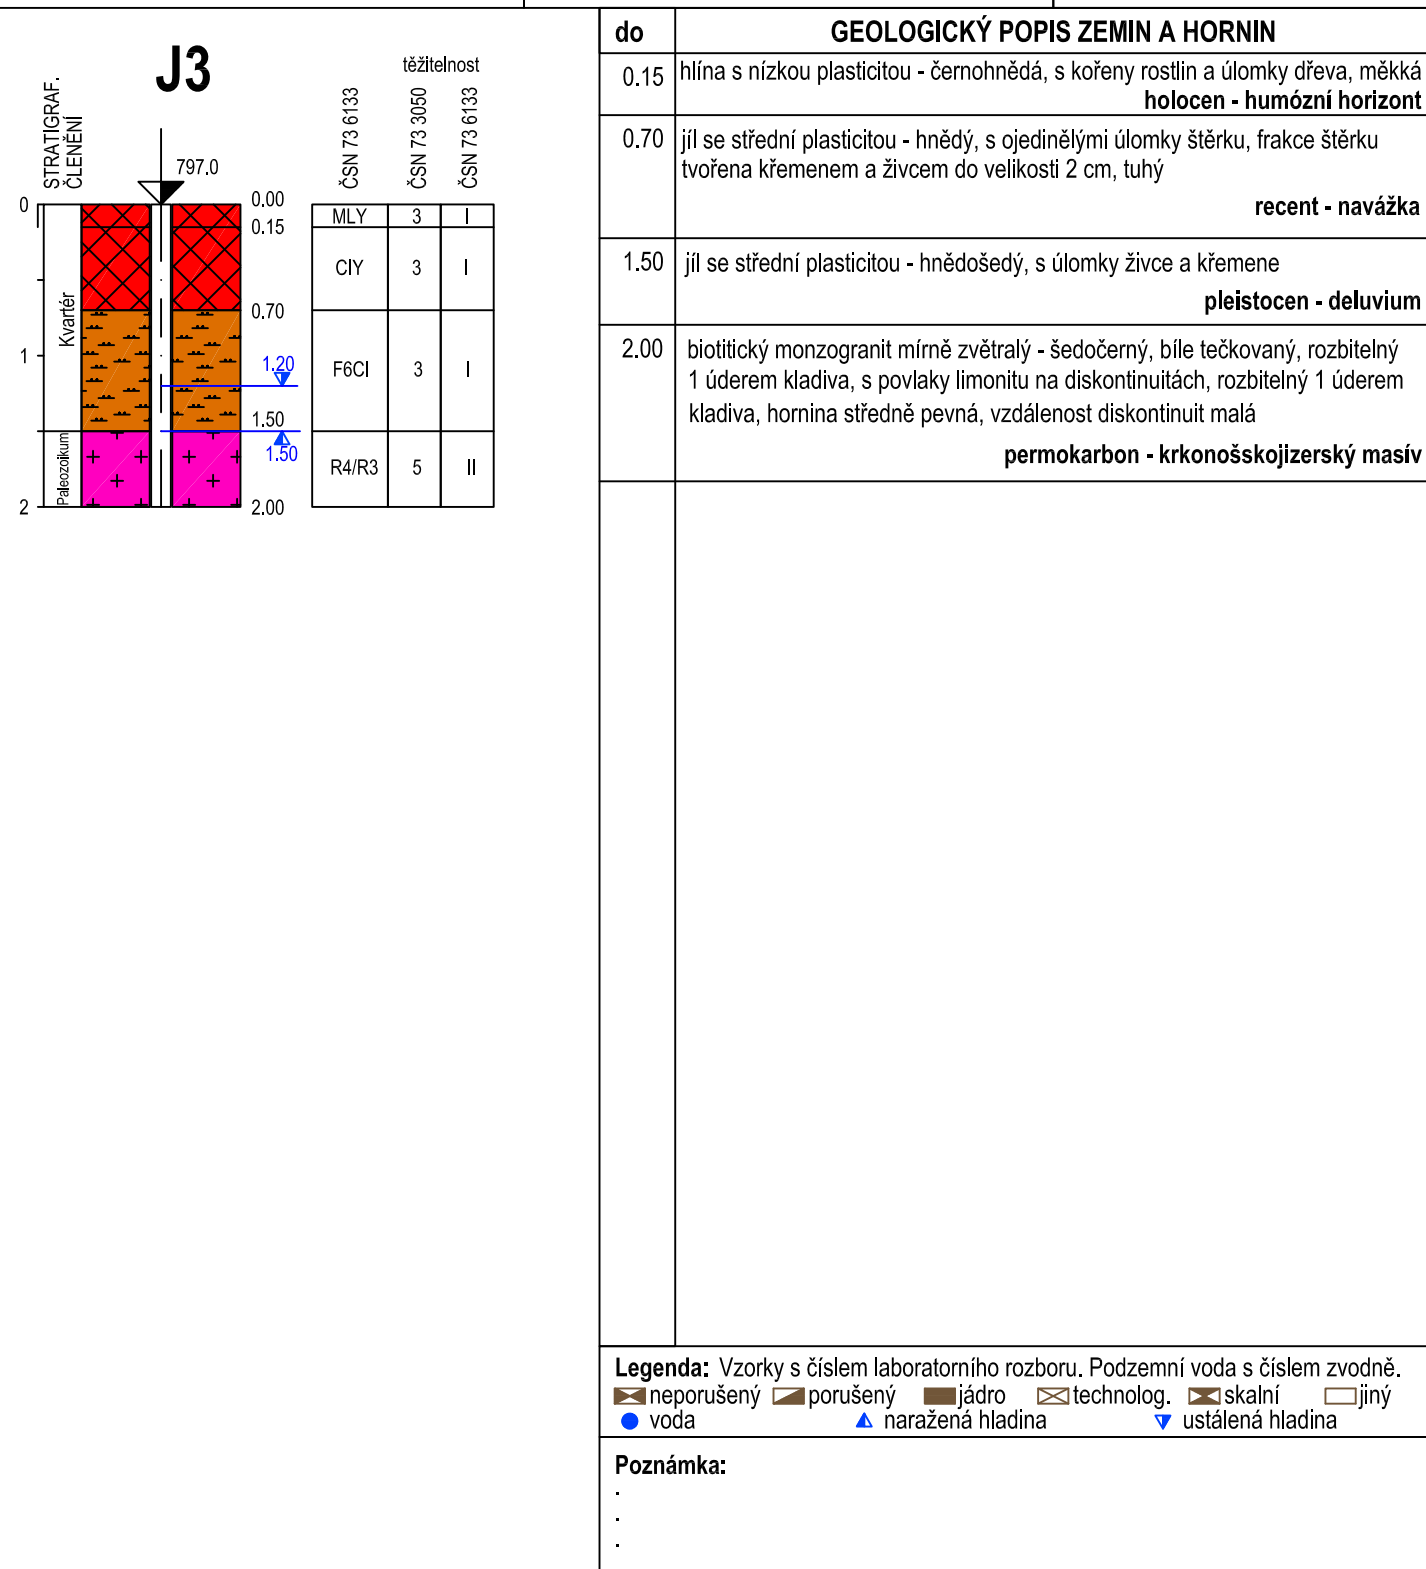 J3
těžitelnost
STRATIGRAF.
ČLENĚNÍ
ČSN 73 6133
ČSN 73 3050
ČSN 73 6133
797.0
0
1
2
Kvartér
Paleozoikum
0.00
0.15
0.70
1.20
1.50
1.50
2.00
MLY 3 I
CIY 3 I
F6CI 3 I
R4/R3 5 II
do GEOLOGICKÝ POPIS ZEMIN A HORNIN
0.15 hlína s nízkou plasticitou - černohnědá, s kořeny rostlin a úlomky dřeva, měkká
holocen - humózní horizont
0.70 jíl se střední plasticitou - hnědý, s ojedinělými úlomky štěrku, frakce štěrku
tvořena křemenem a živcem do velikosti 2 cm, tuhý
recent - navážka
1.50 jíl se střední plasticitou - hnědošedý, s úlomky živce a křemene
pleistocen - deluvium
2.00 biotitický monzogranit mírně zvětralý - šedočerný, bíle tečkovaný, rozbitelný
1 úderem kladiva, s povlaky limonitu na diskontinuitách, rozbitelný 1 úderem
kladiva, hornina středně pevná, vzdálenost diskontinuit malá
permokarbon - krkonošskojizerský masív
Legenda: Vzorky s číslem laboratorního rozboru. Podzemní voda s číslem zvodně.
neporušený porušený jádro technolog. skalní jiný
voda naražená hladina ustálená hladina
Poznámka:
.
.
.